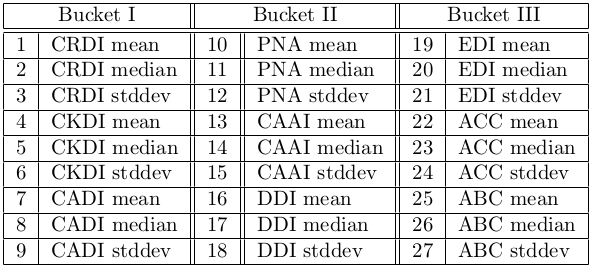 Bucket I Bucket II Bucket III
1 CRDI mean 10 PNA mean 19 EDI mean
2 CRDI median 11 PNA median 20 EDI median
3 CRDI stddev 12 PNA stddev 21 EDI stddev
4 CKDI mean 13 CAAI mean 22 ACC mean
5 CKDI median 14 CAAI median 23 ACC median
6 CKDI stddev 15 CAAI stddev 24 ACC stddev
7 CADI mean 16 DDI mean 25 ABC mean
8 CADI median 17 DDI median 26 ABC median
9 CADI stddev 18 DDI stddev 27 ABC stddev